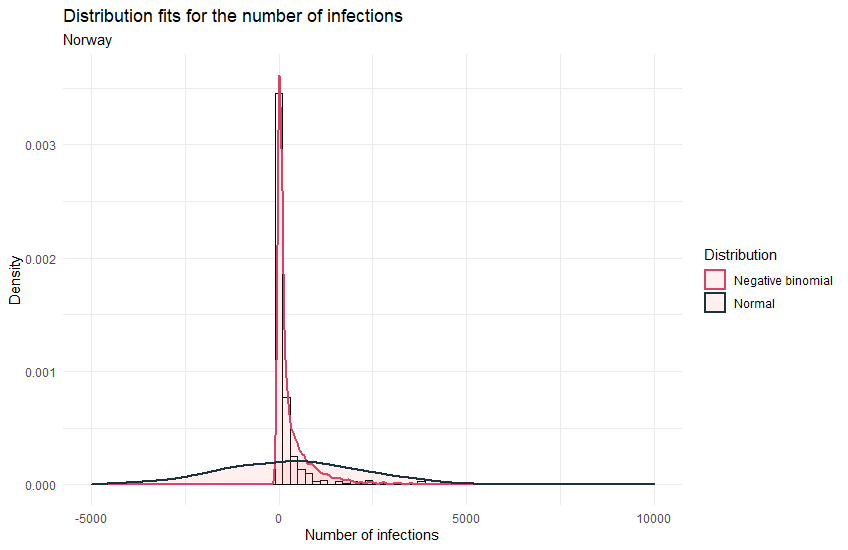 Distribution fits for the number of infections
Norway
0.003
0.002
0.001
0.000
Density
-5000
0
5000
10000
Number of infections
Distribution
Negative binomial
Normal